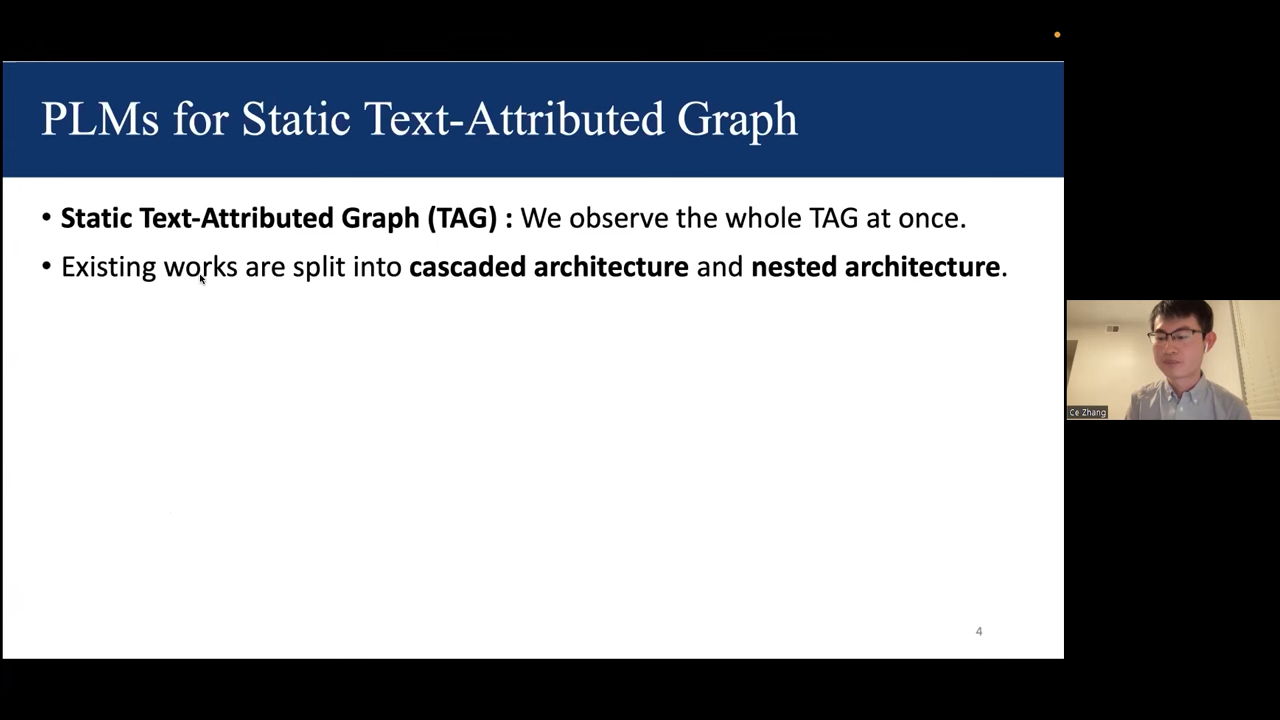 PLMs for Static Text-Attributed Graph
• Static Text-Attributed Graph (TAG) : We observe the whole TAG at once.
• Existing works are split into cascaded architecture and nested architecture.
Ce Zhang
4